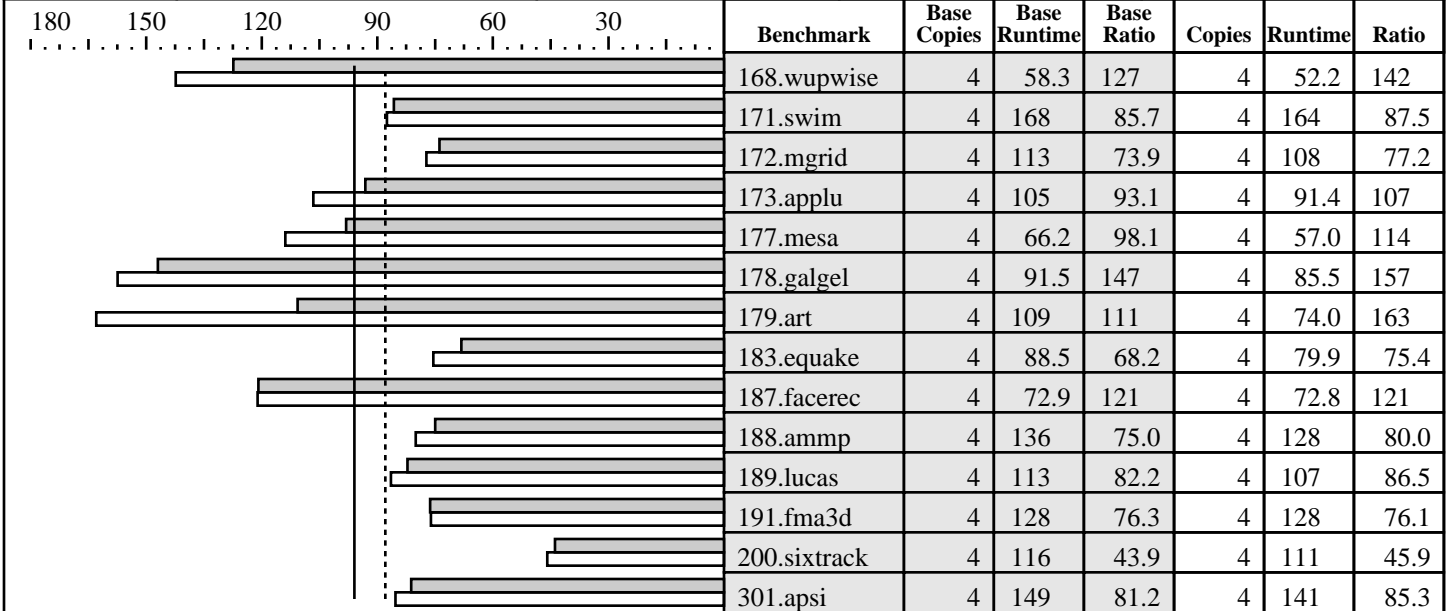 180 150 120 90 60 30 Benchmark Base Copies Base Runtime Base Ratio Copies Runtime Ratio
168.wupwise 4 58.3 127 4 52.2 142
171.swim 4 168 85.7 4 164 87.5
172.mgrid 4 113 73.9 4 108 77.2
173.applu 4 105 93.1 4 91.4 107
177.mesa 4 66.2 98.1 4 57.0 114
178.galgel 4 91.5 147 4 85.5 157
179.art 4 109 111 4 74.0 163
183.equake 4 88.5 68.2 4 79.9 75.4
187.facerec 4 72.9 121 4 72.8 121
188.ammp 4 136 75.0 4 128 80.0
189.lucas 4 113 82.2 4 107 86.5
191.fma3d 4 128 76.3 4 128 76.1
200.sixtrack 4 116 43.9 4 111 45.9
301.apsi 4 149 81.2 4 141 85.3